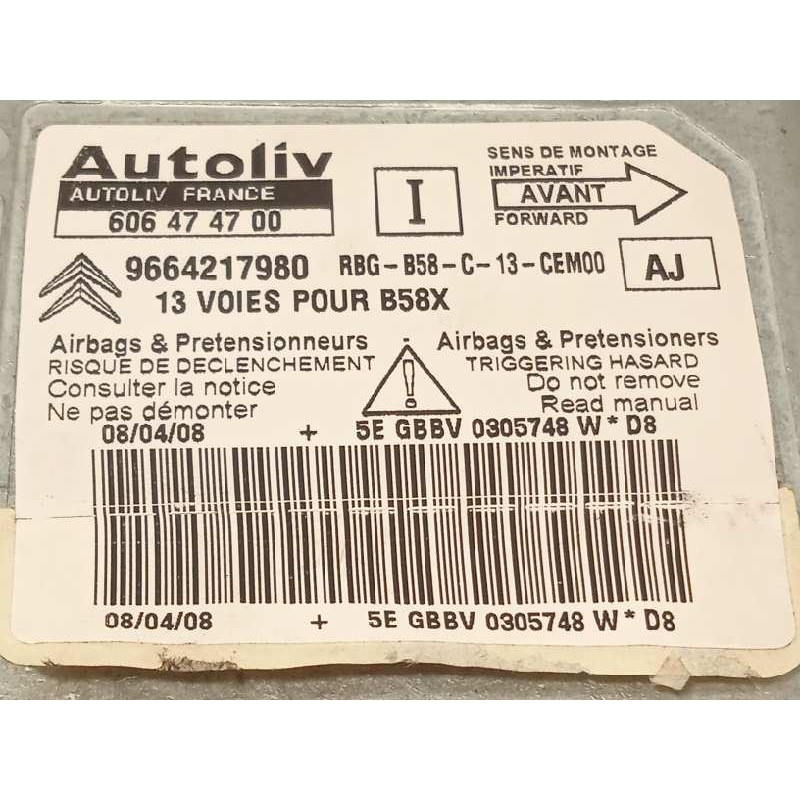 Autoliv
AUTOLIV FRANCE
606 47 47 00
I
SENS DE MONTAGE
IMPERATIF
AVANT
FORWARD
9664217980 RBG-B58-C-13-CEM00
AJ
13 VOIES POUR B58X
Airbags & Pretensionneurs
RISQUE DE DECLENCHEMENT
Consulter la notice
Ne pas démonter
Airbags & Pretensioners
TRIGGERING HASARD
Do not remove
Read manual
!
08/04/08 + 5E GBBV 0305748 W*D8
08/04/08 + 5E GBBV 0305748 W*D8